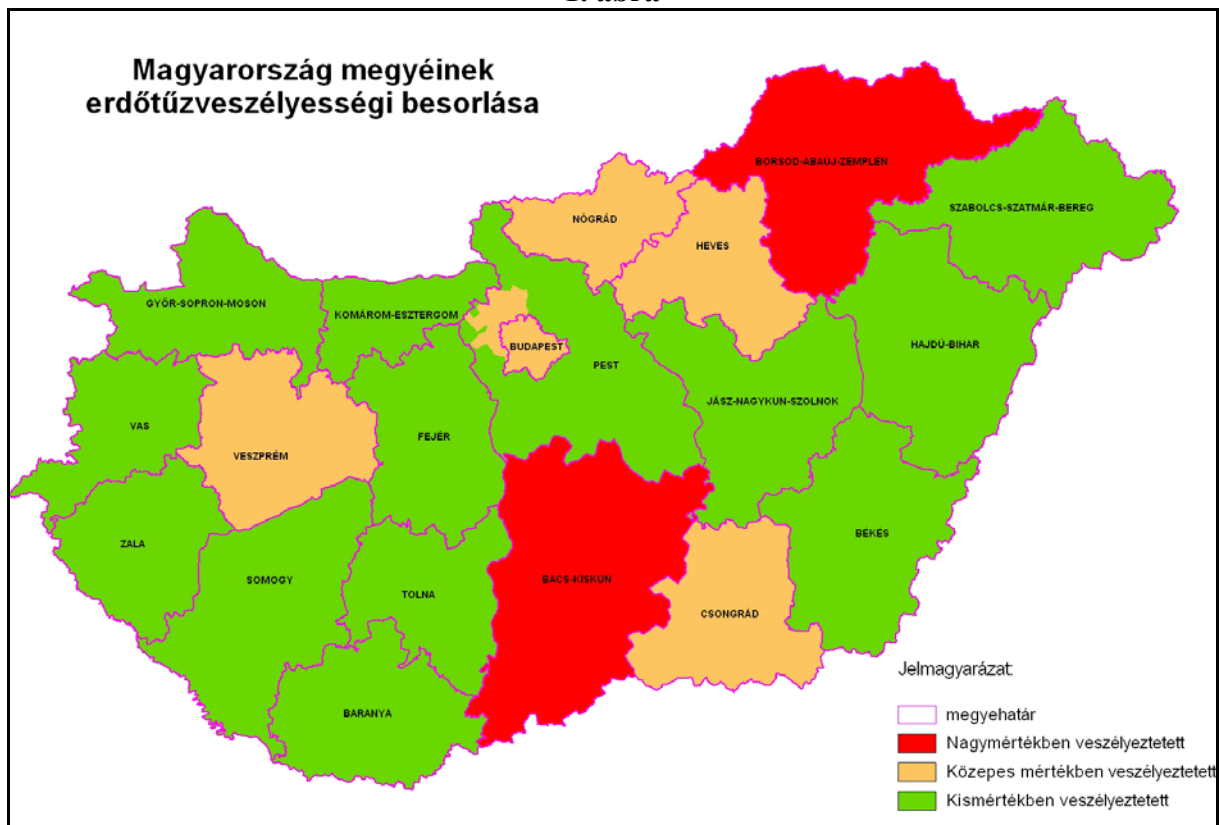 1. ábra
Magyarország megyéinek
erdőtűzveszélyességi besorlása
BORSOD-ABAÚJ-ZEMPLÉN
SZABOLCS-SZATMÁR-BEREG
NÓGRÁD
HEVES
GYŐR-SOPRON-MOSON
KOMÁROM-ESZTERGOM
BUDAPEST
HAJDÚ-BIHAR
PEST
JÁSZ-NAGYKUN-SZOLNOK
VAS
FEJÉR
VESZPRÉM
BÉKÉS
ZALA
SOMOGY
BÁCS-KISKUN
TOLNA
CSONGRÁD
BARANYA
Jelmagyarázat:
megyehatár
Nagymértékben veszélyeztetett
Közepes mértékben veszélyeztetett
Kismértékben veszélyeztetett